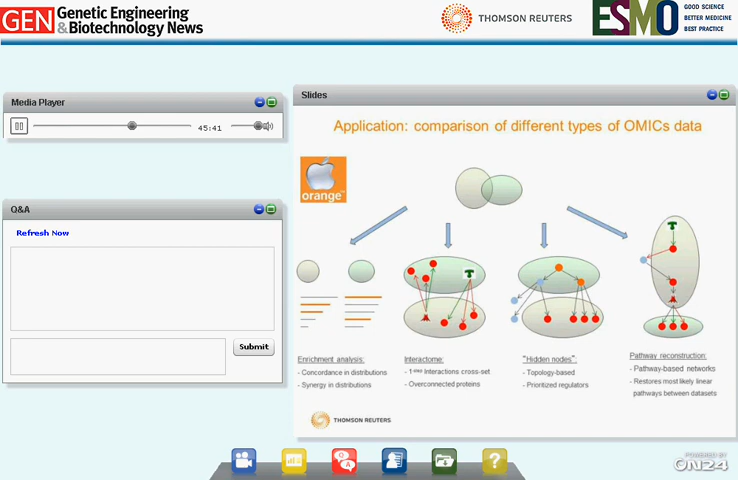 GEN Genetic Engineering
&Biotechnology News
THOMSON REUTERS
ESMO
GOOD SCIENCE
BETTER MEDICINE
BEST PRACTICE
Media Player
45:41
Q&A
Refresh Now
Submit
Slides
Application: comparison of different types of OMICs data
orange™
Enrichment analysis:
- Concordance in distributions
- Synergy in distributions
Interactome:
- 1step Interactions cross-set
- Overconnected proteins
"Hidden nodes":
- Topology-based
- Prioritized regulators
Pathway reconstruction:
- Pathway-based networks
- Restores most likely linear
pathways between datasets
THOMSON REUTERS
Q
A
?
POWERED BY
ON24